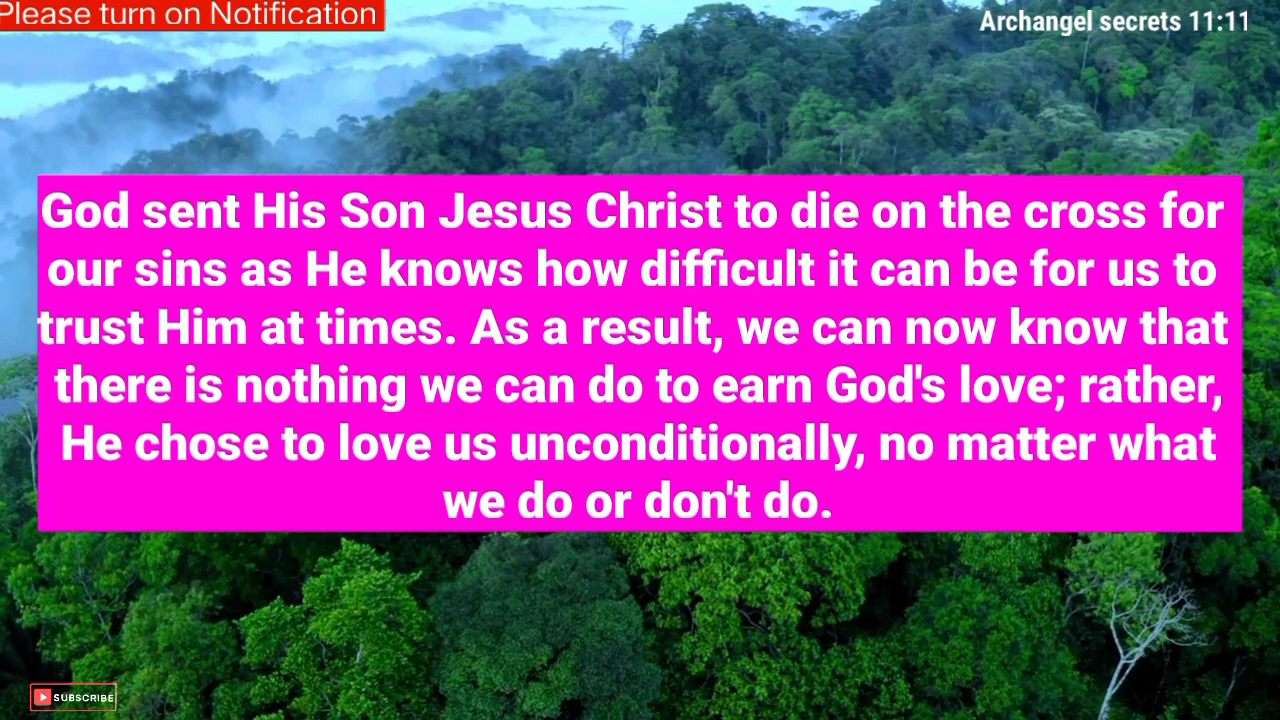 Please turn on Notification
Archangel secrets 11:11
God sent His Son Jesus Christ to die on the cross for
our sins as He knows how difficult it can be for us to
trust Him at times. As a result, we can now know that
there is nothing we can do to earn God's love; rather,
He chose to love us unconditionally, no matter what
we do or don't do.
SUBSCRIBE